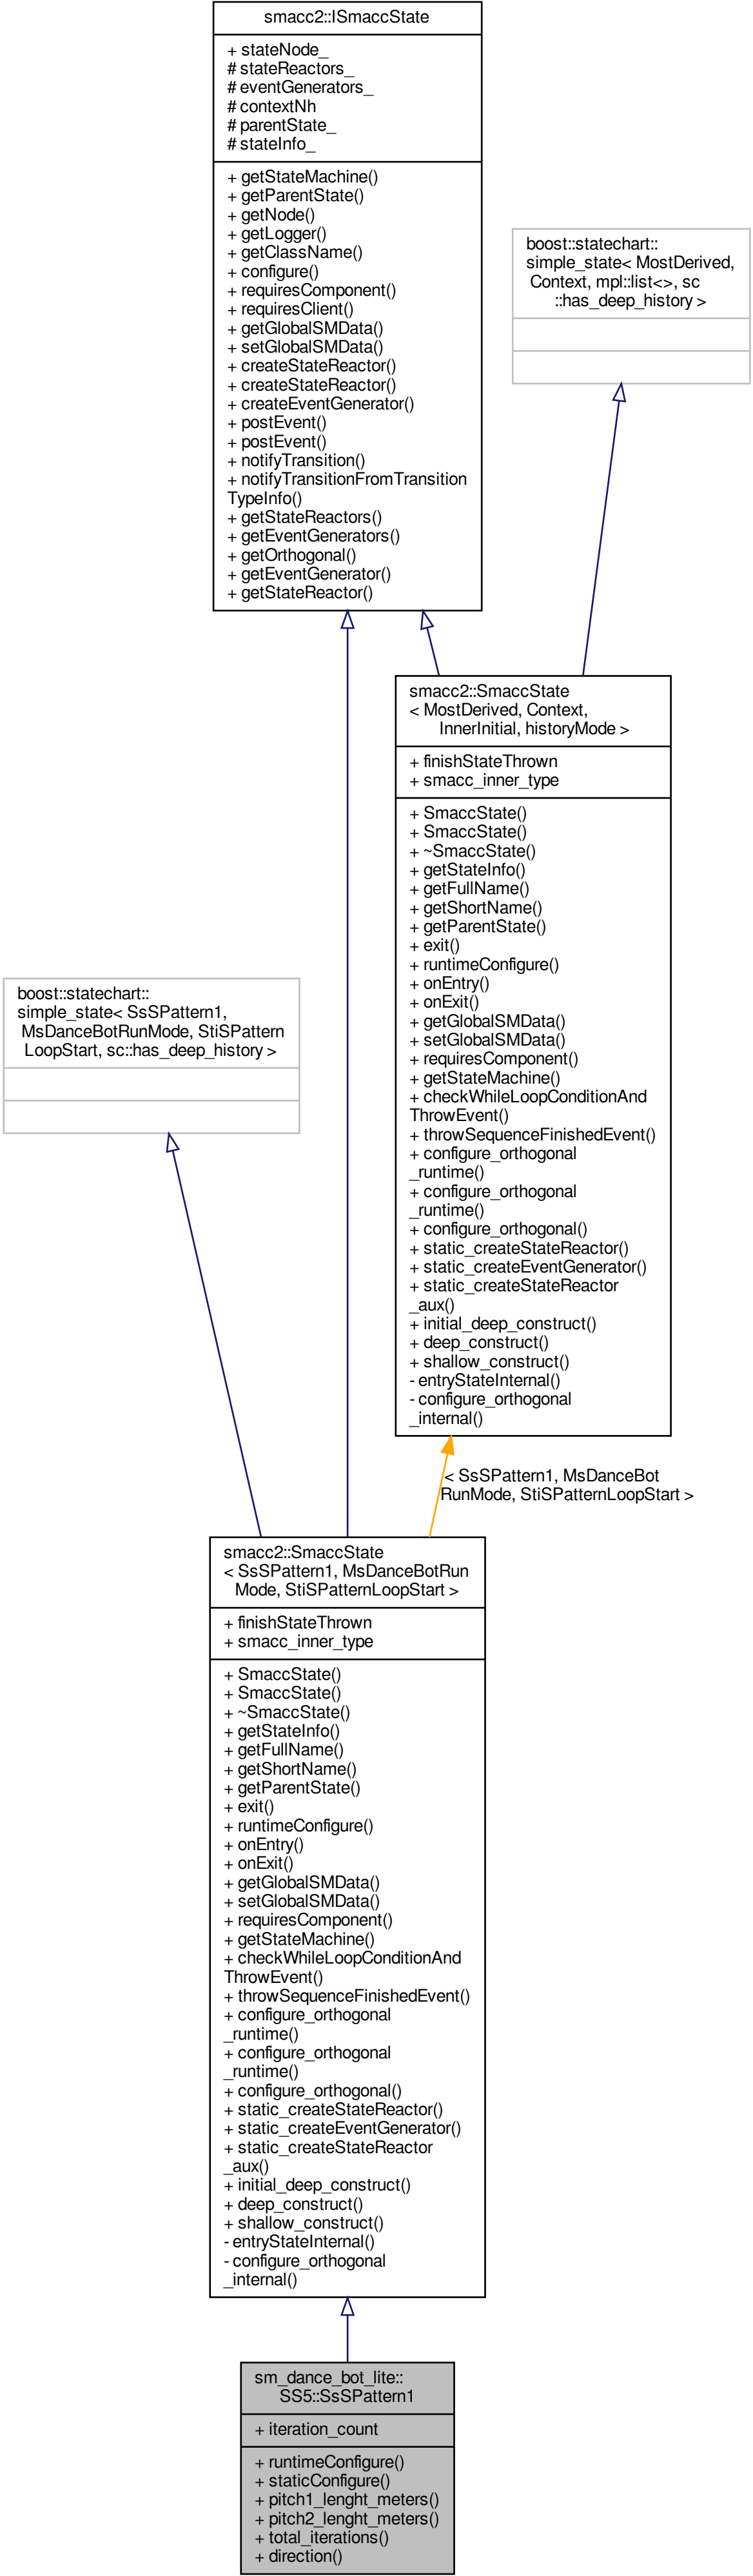 smacc2::ISmaccState
+ stateNode_
# stateReactors_
# eventGenerators_
# contextNh
# parentState_
# stateInfo_
+ getStateMachine()
+ getParentState()
+ getNode()
+ getLogger()
+ getClassName()
+ configure()
+ requiresComponent()
+ requiresClient()
+ getGlobalSMData()
+ setGlobalSMData()
+ createStateReactor()
+ createStateReactor()
+ createEventGenerator()
+ postEvent()
+ postEvent()
+ notifyTransition()
+ notifyTransitionFromTransition
TypeInfo()
+ getStateReactors()
+ getEventGenerators()
+ getOrthogonal()
+ getEventGenerator()
+ getStateReactor()
boost::statechart::
simple_state< MostDerived,
Context, mpl::list<>, sc
::has_deep_history >
smacc2::SmaccState
< MostDerived, Context,
InnerInitial, historyMode >
+ finishStateThrown
+ smacc_inner_type
+ SmaccState()
+ SmaccState()
+ ~SmaccState()
+ getStateInfo()
+ getFullName()
+ getShortName()
+ getParentState()
+ exit()
+ runtimeConfigure()
+ onEntry()
+ onExit()
+ getGlobalSMData()
+ setGlobalSMData()
+ requiresComponent()
+ getStateMachine()
+ checkWhileLoopConditionAnd
ThrowEvent()
+ throwSequenceFinishedEvent()
+ configure_orthogonal
_runtime()
+ configure_orthogonal
_runtime()
+ configure_orthogonal()
+ static_createStateReactor()
+ static_createEventGenerator()
+ static_createStateReactor
_aux()
+ initial_deep_construct()
+ deep_construct()
+ shallow_construct()
- entryStateInternal()
- configure_orthogonal
_internal()
boost::statechart::
simple_state< SsSPattern1,
MsDanceBotRunMode, StiSPattern
LoopStart, sc::has_deep_history >
< SsSPattern1, MsDanceBot
RunMode, StiSPatternLoopStart >
smacc2::SmaccState
< SsSPattern1, MsDanceBotRun
Mode, StiSPatternLoopStart >
+ finishStateThrown
+ smacc_inner_type
+ SmaccState()
+ SmaccState()
+ ~SmaccState()
+ getStateInfo()
+ getFullName()
+ getShortName()
+ getParentState()
+ exit()
+ runtimeConfigure()
+ onEntry()
+ onExit()
+ getGlobalSMData()
+ setGlobalSMData()
+ requiresComponent()
+ getStateMachine()
+ checkWhileLoopConditionAnd
ThrowEvent()
+ throwSequenceFinishedEvent()
+ configure_orthogonal
_runtime()
+ configure_orthogonal
_runtime()
+ configure_orthogonal()
+ static_createStateReactor()
+ static_createEventGenerator()
+ static_createStateReactor
_aux()
+ initial_deep_construct()
+ deep_construct()
+ shallow_construct()
- entryStateInternal()
- configure_orthogonal
_internal()
sm_dance_bot_lite::
SS5::SsSPattern1
+ iteration_count
+ runtimeConfigure()
+ staticConfigure()
+ pitch1_lenght_meters()
+ pitch2_lenght_meters()
+ total_iterations()
+ direction()